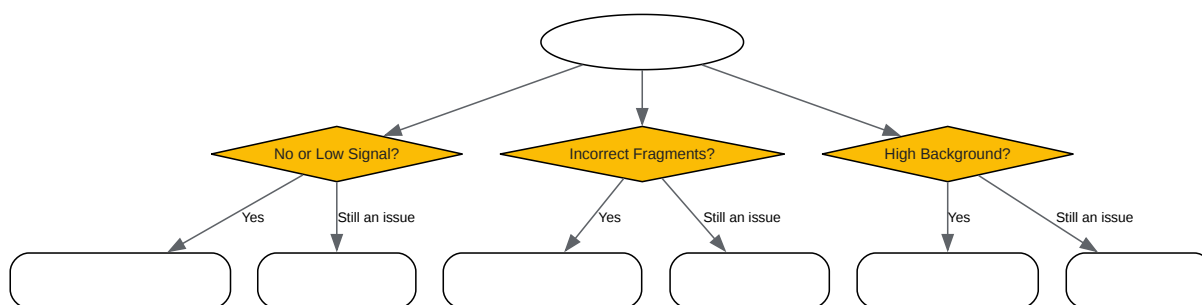 No or Low Signal?
Incorrect Fragments?
High Background?
Yes
Still an issue
Yes
Still an issue
Yes
Still an issue